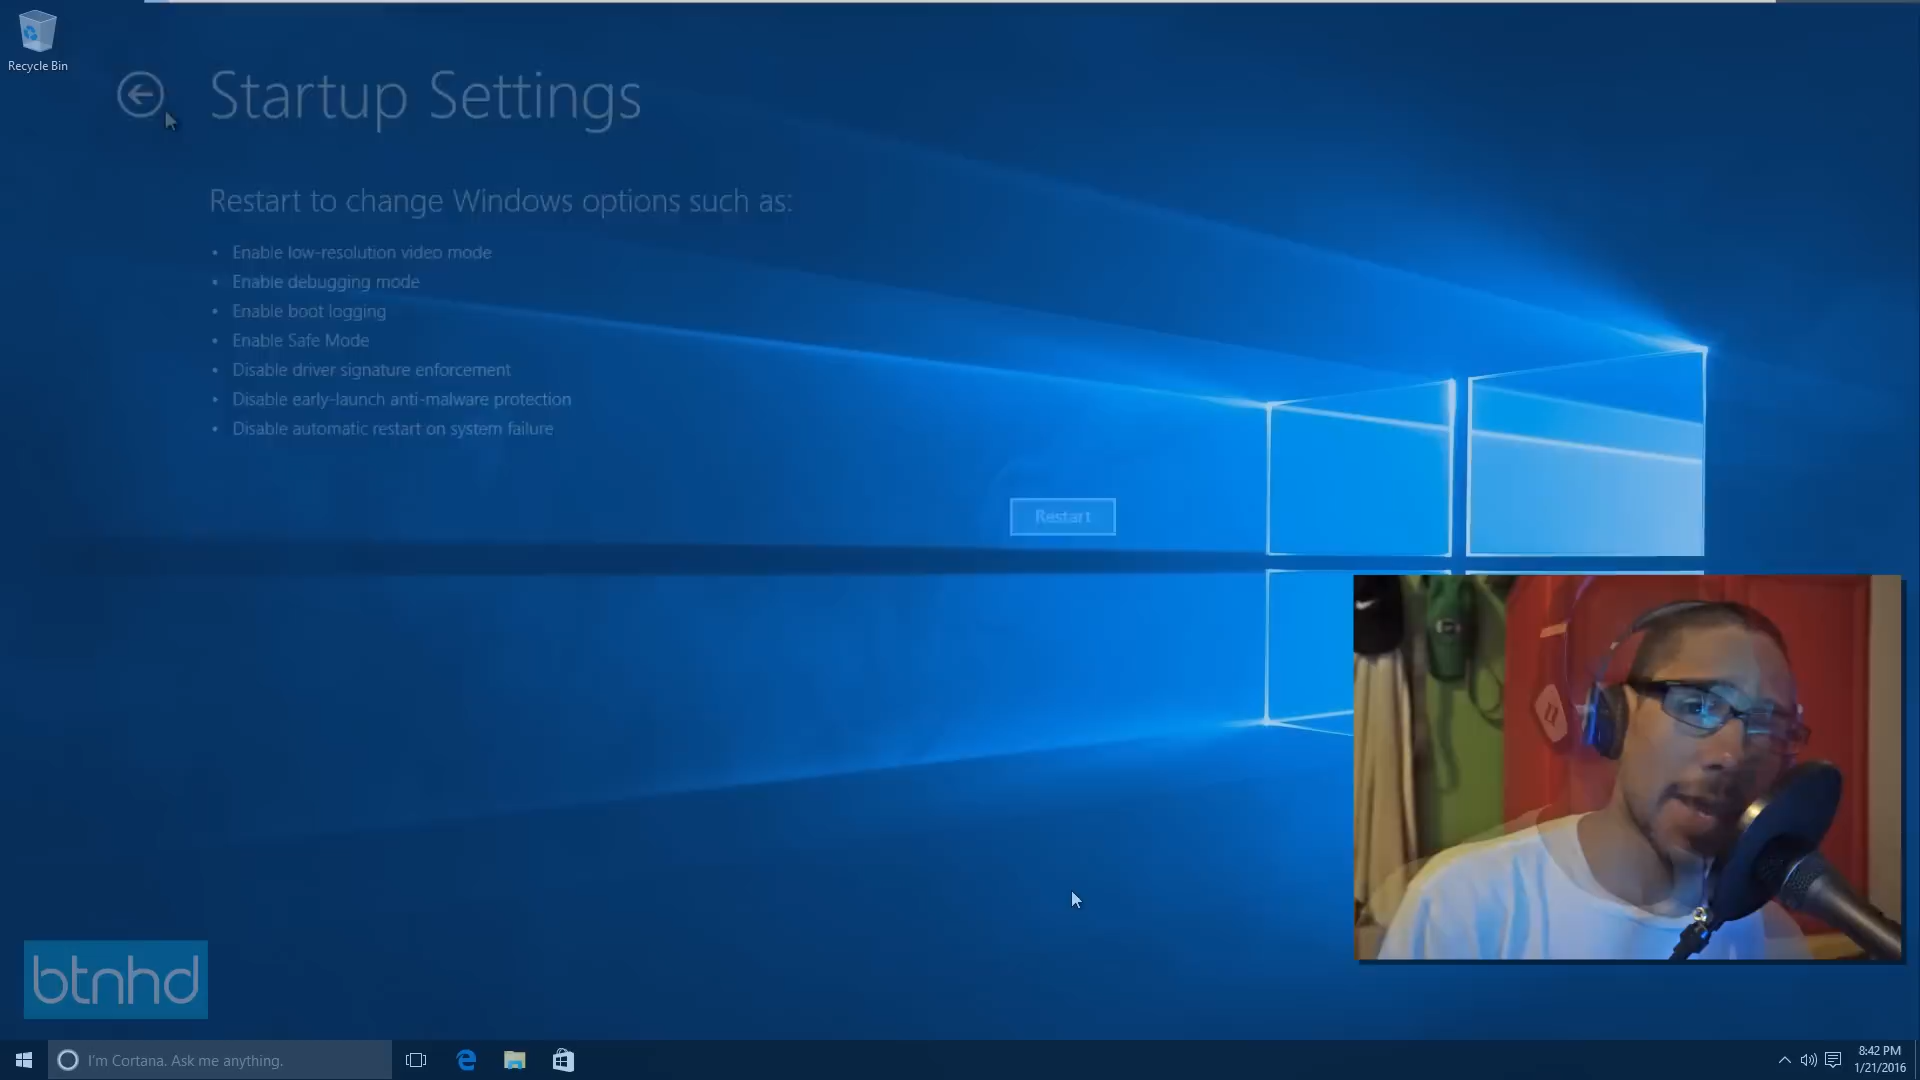 Recycle Bin
Startup Settings
Restart to change Windows options such as:
• Enable low-resolution video mode
• Enable debugging mode
• Enable boot logging
• Enable Safe Mode
• Disable driver signature enforcement
• Disable early-launch anti-malware protection
• Disable automatic restart on system failure
Restart
btnhd
I'm Cortana. Ask me anything.
8:42 PM
1/21/2016